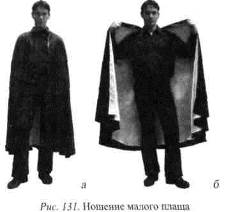 а б
Рис. 131. Ношение малого плаща